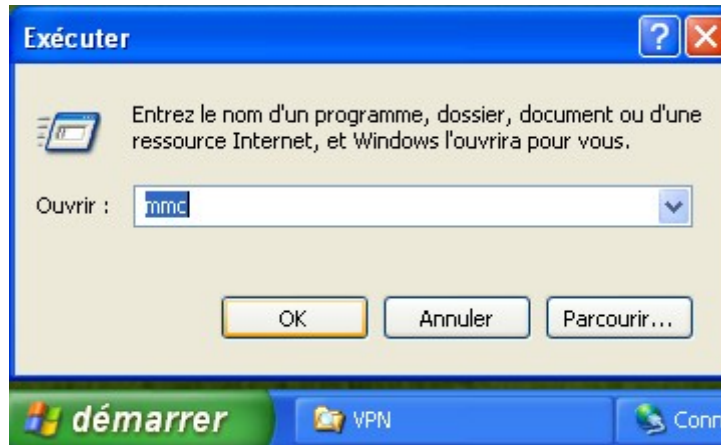 Exécuter
Entrez le nom d'un programme, dossier, document ou d'une
ressource Internet, et Windows l'ouvrira pour vous.
Ouvrir :
mmc
OK
Annuler
Parcourir...
démarrer
VPN
Conn